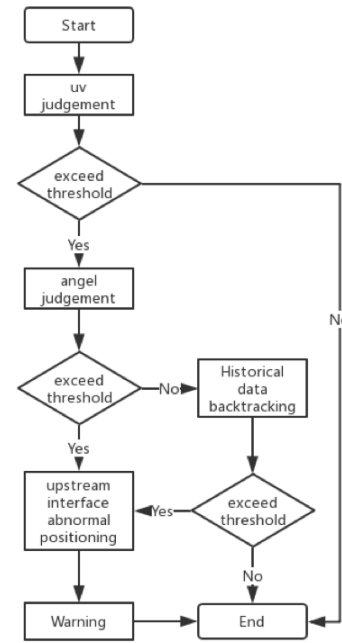 Start
uv
judgement
exceed
threshold
Yes
angel
judgement
exceed
threshold
No
Historical
data
backtracking
Yes
upstream
interface
abnormal
positioning
Yes
exceed
threshold
No
Warning
End